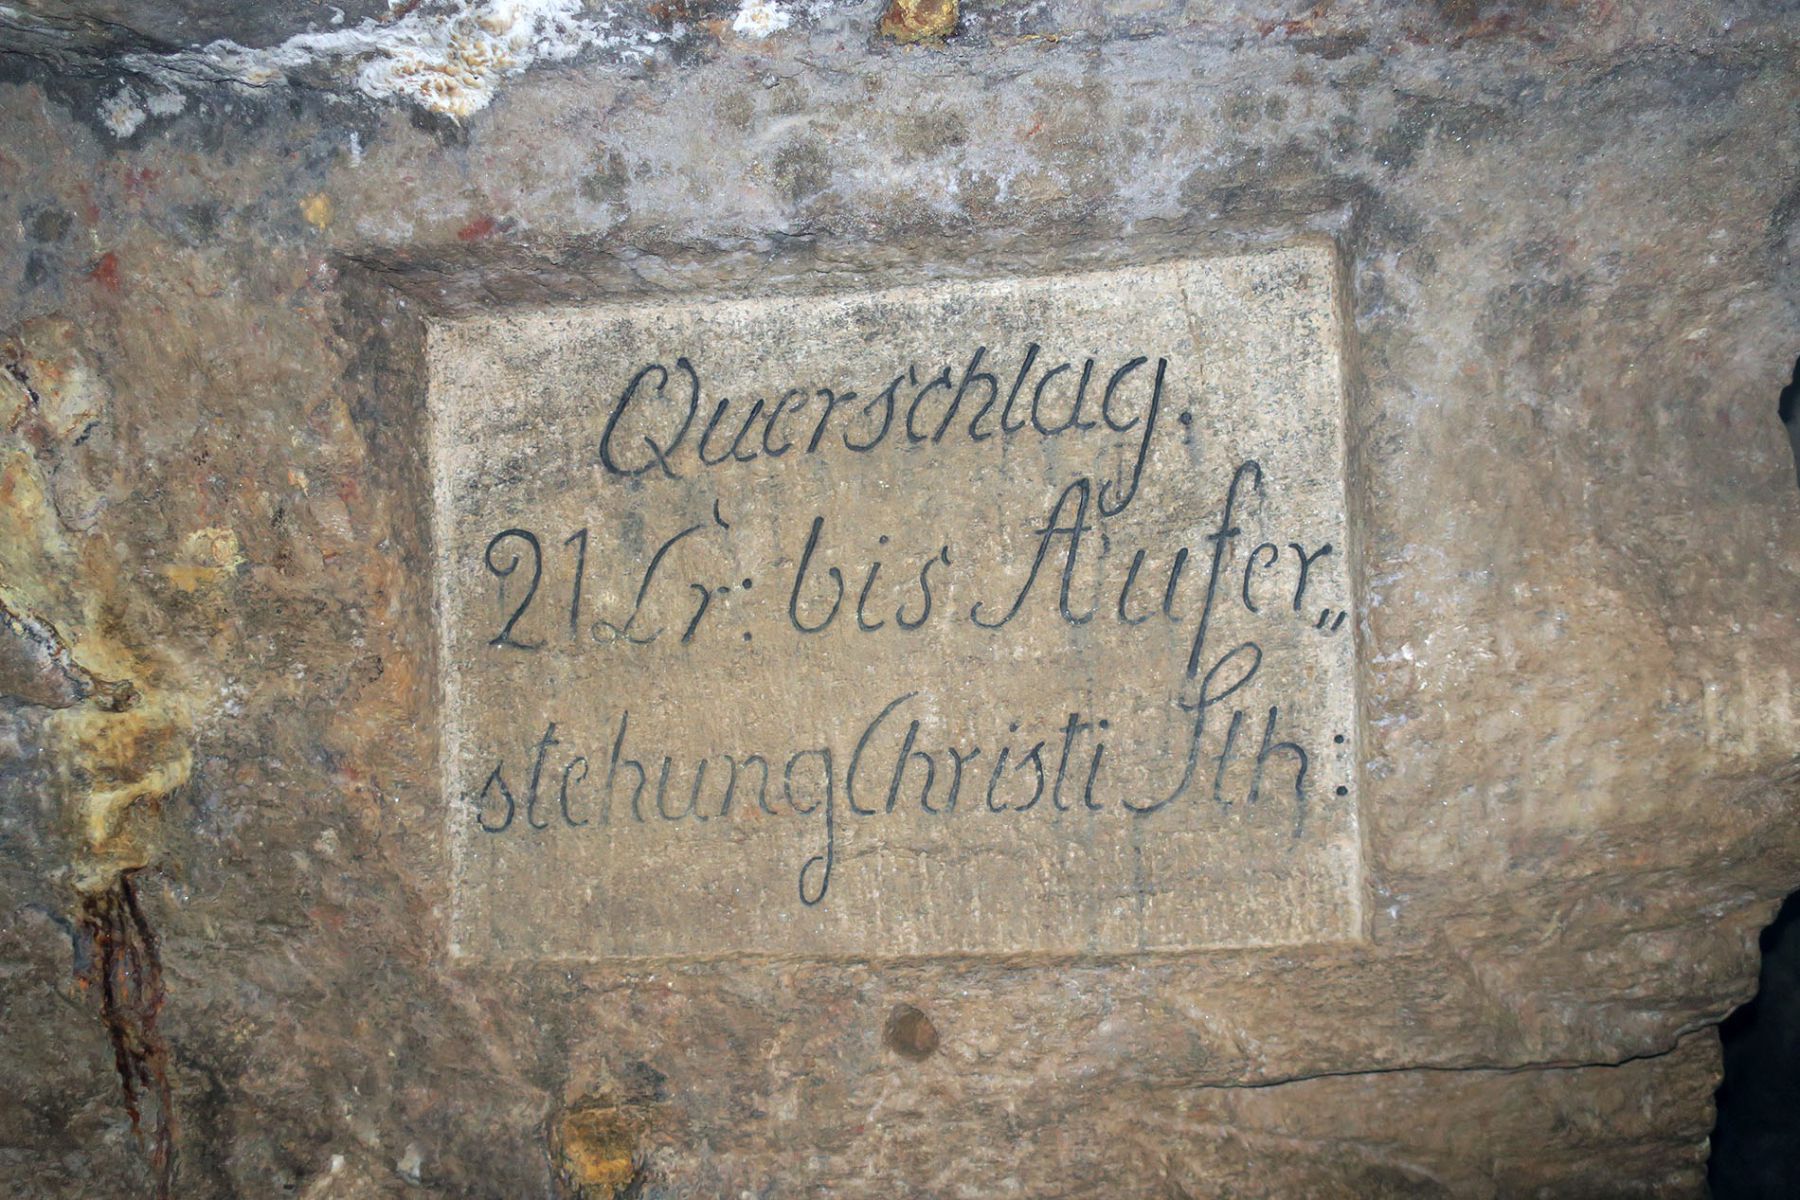 Querschlag.
21 Lr: bis Aufer„
stehung Christi Sth: